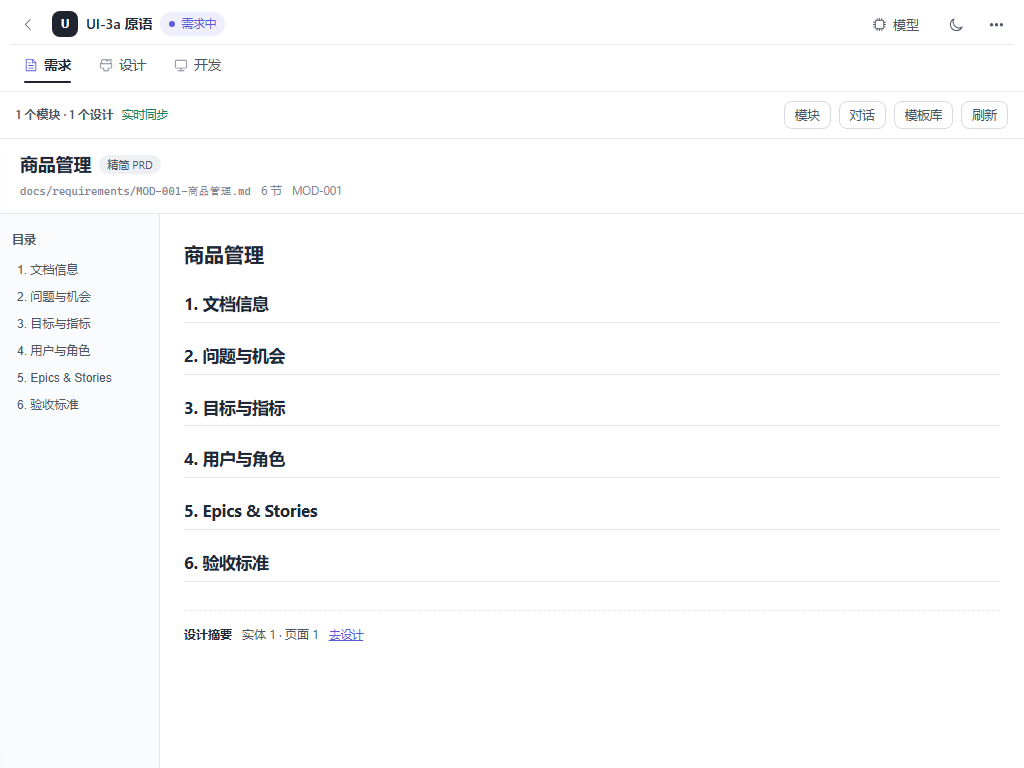 U UI-3a 原语 需求中 模型
需求 设计 开发
1 个模块 · 1 个设计 实时同步 模块 对话 模板库 刷新
商品管理 精简 PRD
docs/requirements/MOD-001-商品管理.md 6 节 MOD-001
目录
1. 文档信息
2. 问题与机会
3. 目标与指标
4. 用户与角色
5. Epics & Stories
6. 验收标准
商品管理
1. 文档信息
2. 问题与机会
3. 目标与指标
4. 用户与角色
5. Epics & Stories
6. 验收标准
设计摘要 实体 1 · 页面 1 去设计